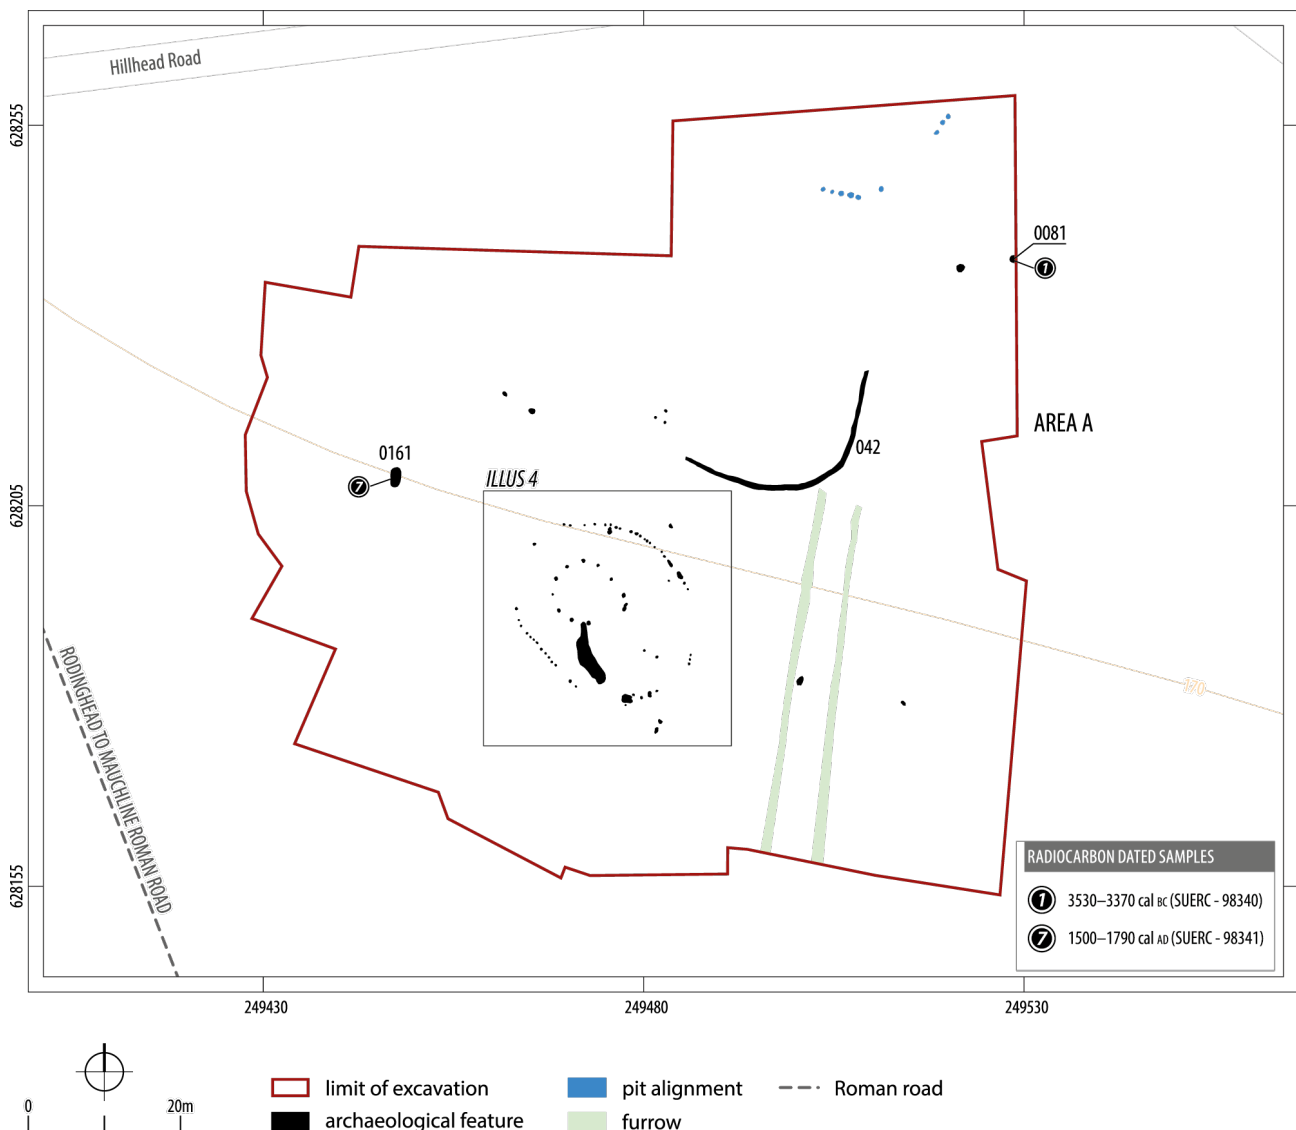 Hillhead Road
628255
0081
1
AREA A
0161
042
7
ILLUS 4
628205
170
RODINGHEAD TO MAUCHLINE ROMAN ROAD
628155
RADIOCARBON DATED SAMPLES
1 3530–3370 cal BC (SUERC - 98340)
7 1500–1790 cal AD (SUERC - 98341)
249430 249480 249530
limit of excavation pit alignment Roman road
0 20m
archaeological feature furrow